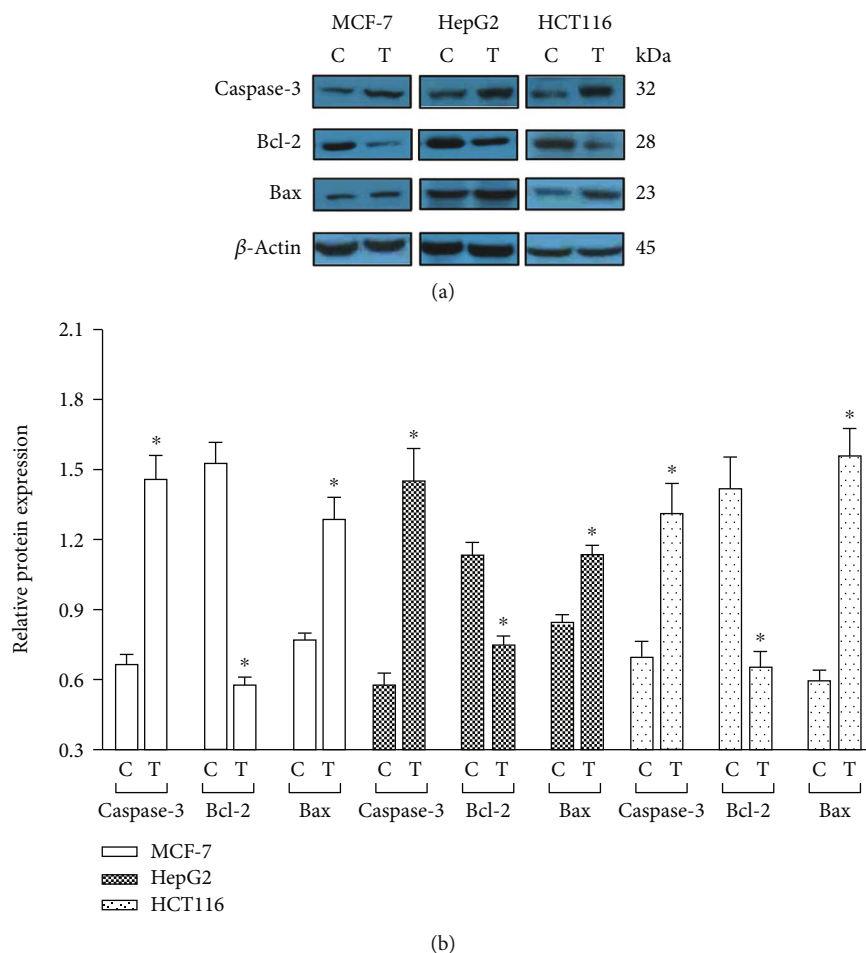 MCF-7 HepG2 HCT116
C T C T C T kDa
Caspase-3 32
Bcl-2 28
Bax 23
β-Actin 45
(a)
2.1
1.8
1.5
1.2
0.9
0.6
0.3
Relative protein expression
* * * * * * * * *
C T C T C T C T C T C T C T C T C T
Caspase-3 Bcl-2 Bax Caspase-3 Bcl-2 Bax Caspase-3 Bcl-2 Bax
MCF-7
HepG2
HCT116
(b)